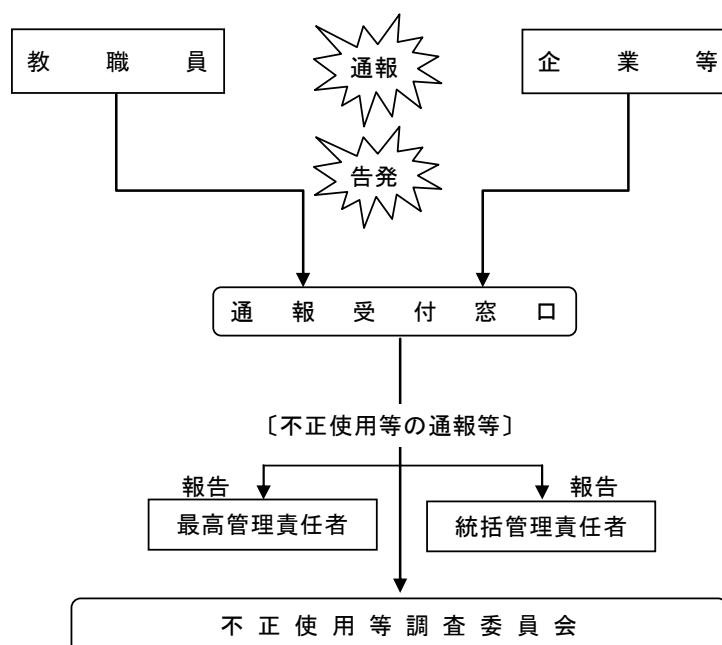 教職員
通報
企業等
告発
通報受付窓口
〔不正使用等の通報等〕
報告
報告
最高管理責任者
統括管理責任者
不正使用等調査委員会